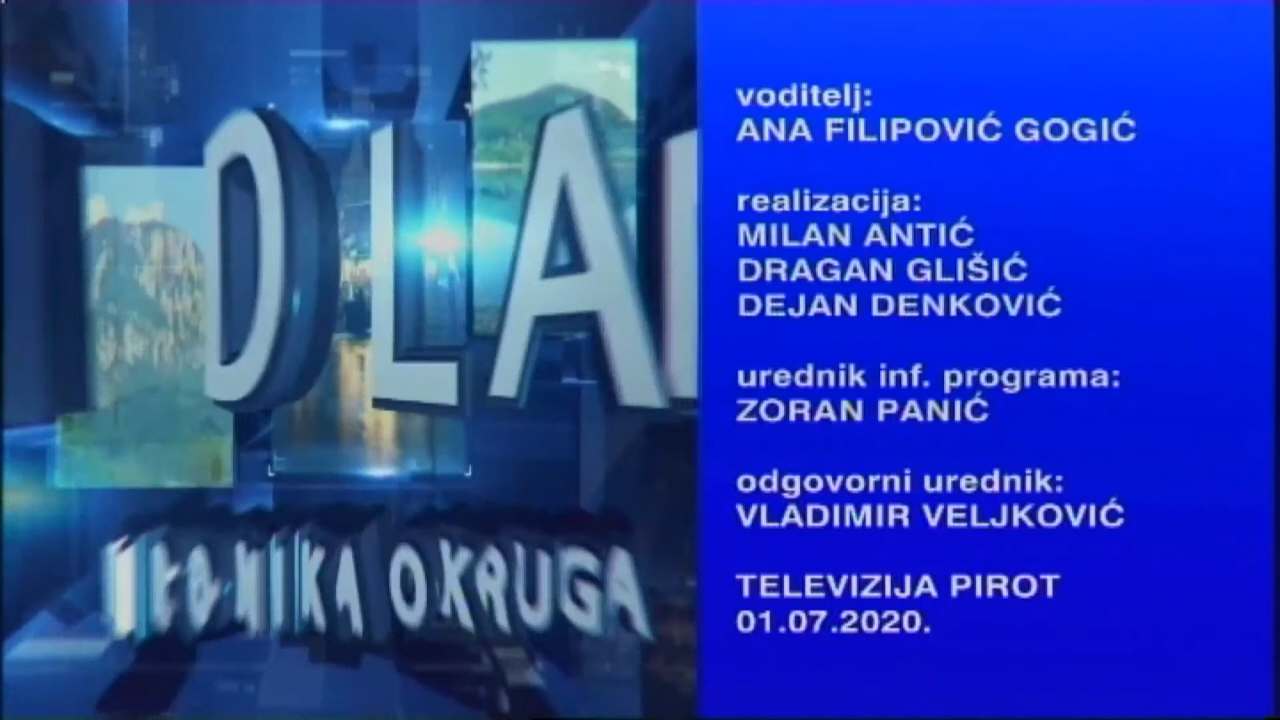 DLA
OKRUGA
voditelj:
ANA FILIPOVIĆ GOGIĆ
realizacija:
MILAN ANTIĆ
DRAGAN GLIŠIĆ
DEJAN DENKOVIĆ
urednik inf. programa:
ZORAN PANIĆ
odgovorni urednik:
VLADIMIR VELJKOVIĆ
TELEVIZIJA PIROT
01.07.2020.